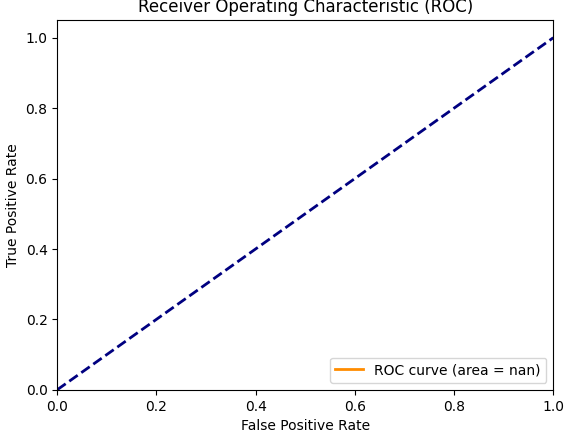 Receiver Operating Characteristic (ROC)
1.0
0.8
0.6
0.4
0.2
0.0
True Positive Rate
ROC curve (area = nan)
0.0 0.2 0.4 0.6 0.8 1.0
False Positive Rate